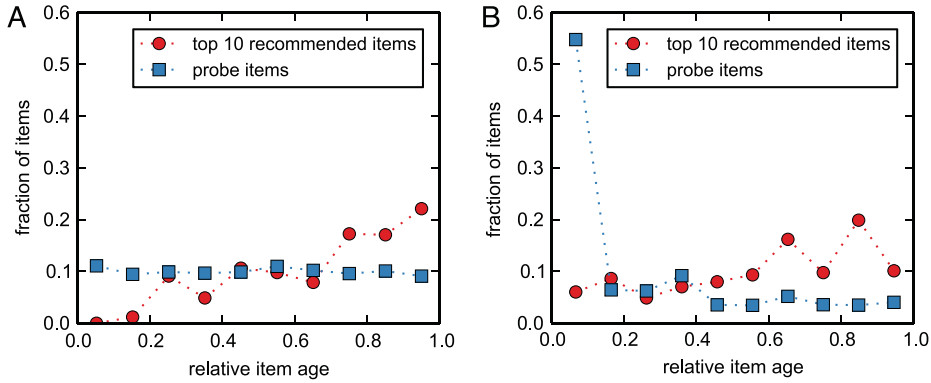 A
0.6
0.5
0.4
0.3
0.2
0.1
0.0
fraction of items
top 10 recommended items
probe items
0.0 0.2 0.4 0.6 0.8 1.0
relative item age
B
0.6
0.5
0.4
0.3
0.2
0.1
0.0
fraction of items
top 10 recommended items
probe items
0.0 0.2 0.4 0.6 0.8 1.0
relative item age